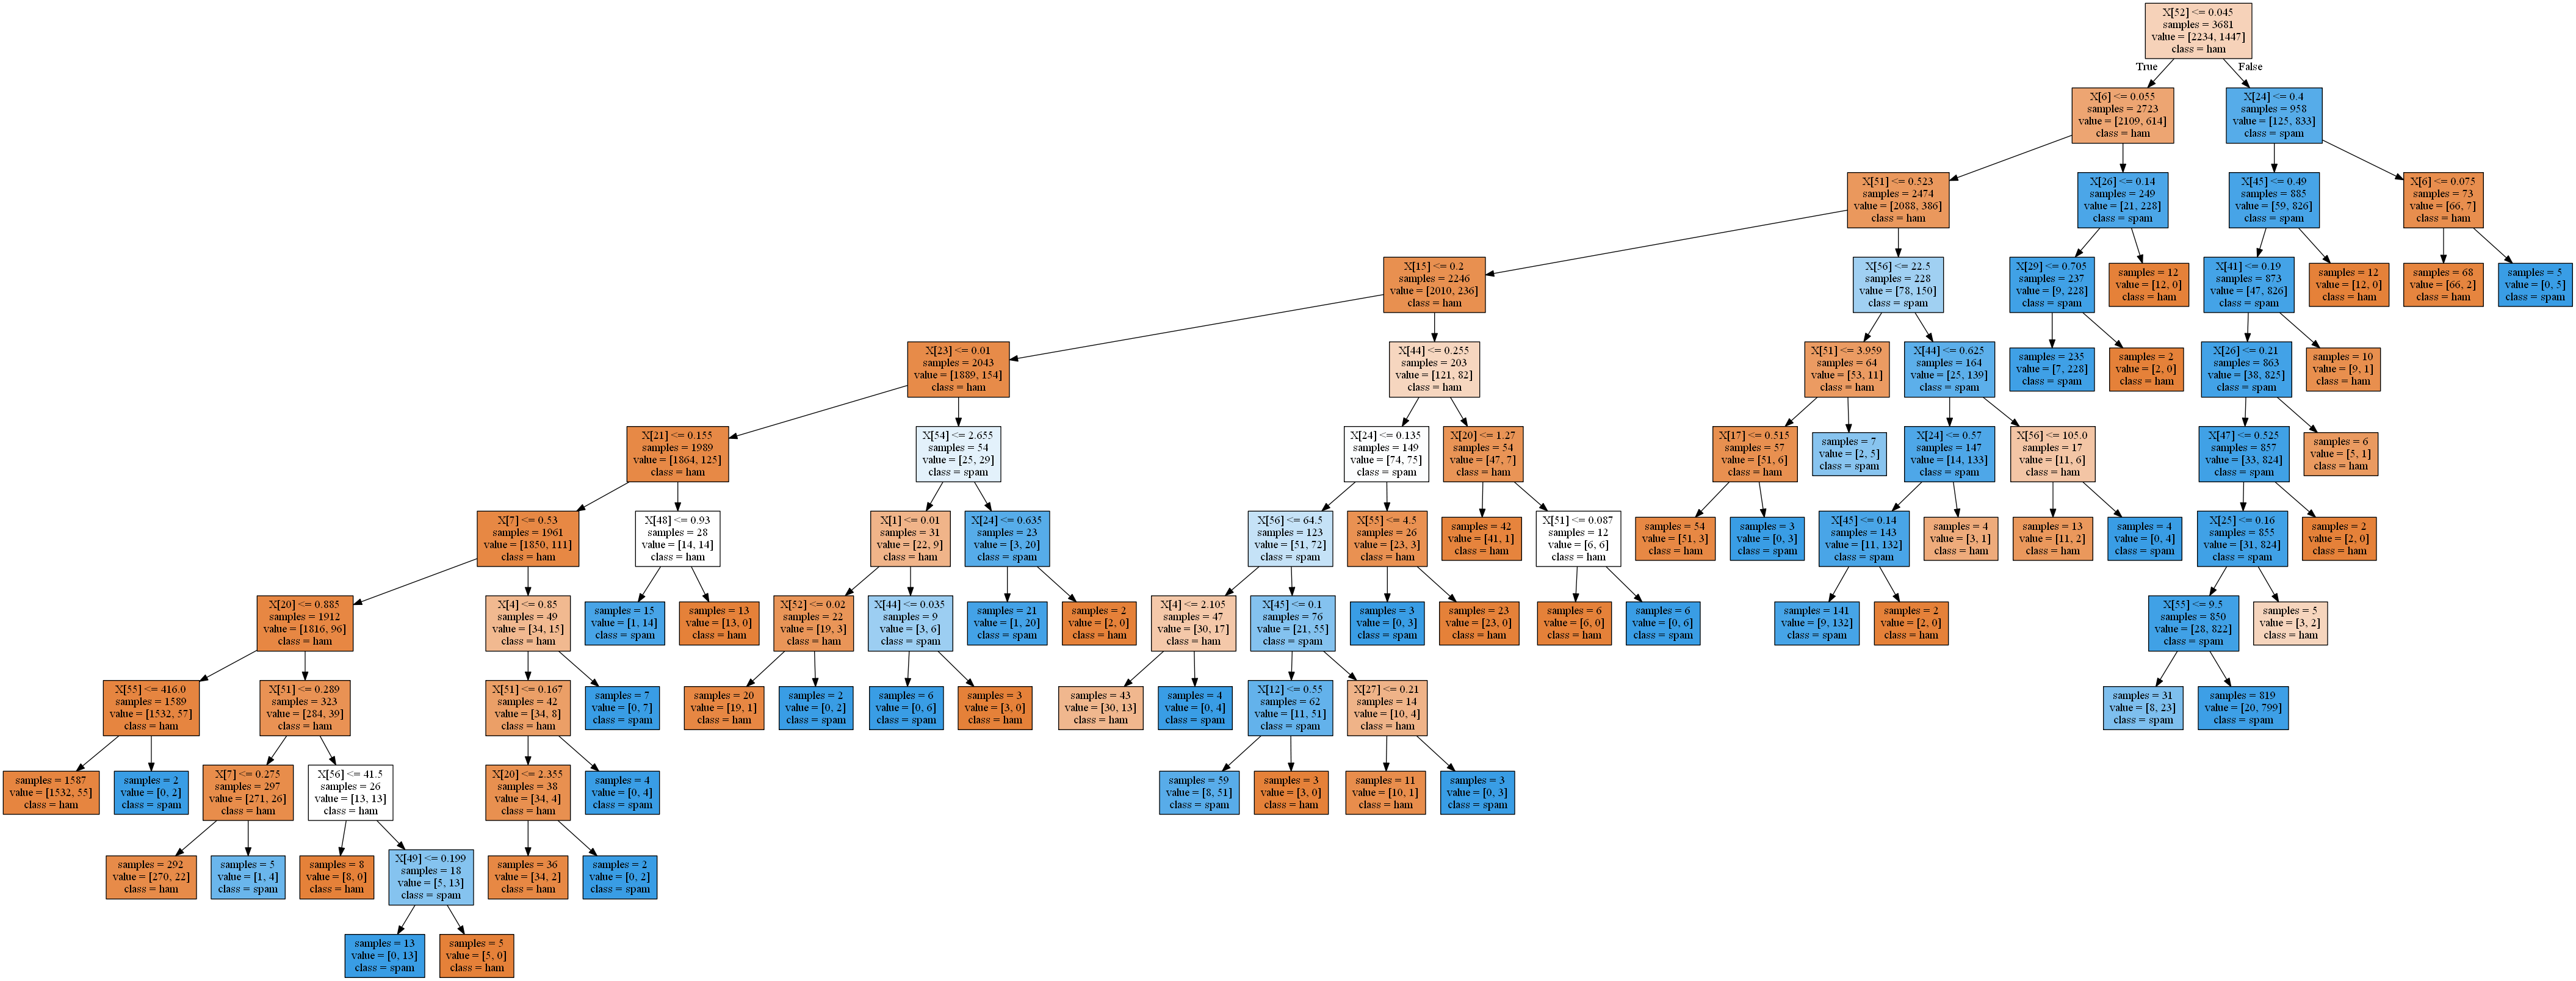 X[52] <= 0.045
samples = 3681
value = [2234, 1447]
class = ham
True
False
X[6] <= 0.055
samples = 2723
value = [2109, 614]
class = ham
X[24] <= 0.4
samples = 958
value = [125, 833]
class = spam
X[51] <= 0.523
samples = 2474
value = [2088, 386]
class = ham
X[26] <= 0.14
samples = 249
value = [21, 228]
class = spam
X[45] <= 0.49
samples = 885
value = [59, 826]
class = spam
X[6] <= 0.075
samples = 73
value = [66, 7]
class = ham
X[15] <= 0.2
samples = 2246
value = [2010, 236]
class = ham
X[56] <= 22.5
samples = 228
value = [78, 150]
class = spam
X[29] <= 0.705
samples = 237
value = [9, 228]
class = spam
samples = 12
value = [12, 0]
class = ham
X[41] <= 0.19
samples = 873
value = [47, 826]
class = spam
samples = 12
value = [12, 0]
class = ham
samples = 68
value = [66, 2]
class = ham
samples = 5
value = [0, 5]
class = spam
X[23] <= 0.01
samples = 2043
value = [1889, 154]
class = ham
X[44] <= 0.255
samples = 203
value = [121, 82]
class = ham
X[51] <= 3.959
samples = 64
value = [53, 11]
class = ham
X[44] <= 0.625
samples = 164
value = [25, 139]
class = spam
samples = 235
value = [7, 228]
class = spam
samples = 2
value = [2, 0]
class = ham
X[26] <= 0.21
samples = 863
value = [38, 825]
class = spam
samples = 10
value = [9, 1]
class = ham
X[21] <= 0.155
samples = 1989
value = [1864, 125]
class = ham
X[54] <= 2.655
samples = 54
value = [25, 29]
class = spam
X[24] <= 0.135
samples = 149
value = [74, 75]
class = spam
X[20] <= 1.27
samples = 54
value = [47, 7]
class = ham
X[17] <= 0.515
samples = 57
value = [51, 6]
class = ham
samples = 7
value = [2, 5]
class = spam
X[24] <= 0.57
samples = 147
value = [14, 133]
class = spam
X[56] <= 105.0
samples = 17
value = [11, 6]
class = ham
X[47] <= 0.525
samples = 857
value = [33, 824]
class = spam
samples = 6
value = [5, 1]
class = ham
X[7] <= 0.53
samples = 1961
value = [1850, 111]
class = ham
X[48] <= 0.93
samples = 28
value = [14, 14]
class = ham
X[1] <= 0.01
samples = 31
value = [22, 9]
class = ham
X[24] <= 0.635
samples = 23
value = [3, 20]
class = spam
X[56] <= 64.5
samples = 123
value = [51, 72]
class = spam
X[55] <= 4.5
samples = 26
value = [23, 3]
class = ham
samples = 42
value = [41, 1]
class = ham
X[51] <= 0.087
samples = 12
value = [6, 6]
class = ham
samples = 54
value = [51, 3]
class = ham
samples = 3
value = [0, 3]
class = spam
X[45] <= 0.14
samples = 143
value = [11, 132]
class = spam
samples = 4
value = [3, 1]
class = ham
samples = 13
value = [11, 2]
class = ham
samples = 4
value = [0, 4]
class = spam
X[25] <= 0.16
samples = 855
value = [31, 824]
class = spam
samples = 2
value = [2, 0]
class = ham
X[20] <= 0.885
samples = 1912
value = [1816, 96]
class = ham
X[4] <= 0.85
samples = 49
value = [34, 15]
class = ham
samples = 15
value = [1, 14]
class = spam
samples = 13
value = [13, 0]
class = ham
X[52] <= 0.02
samples = 22
value = [19, 3]
class = ham
X[44] <= 0.035
samples = 9
value = [3, 6]
class = spam
samples = 21
value = [1, 20]
class = spam
samples = 2
value = [2, 0]
class = ham
X[4] <= 2.105
samples = 47
value = [30, 17]
class = ham
X[45] <= 0.1
samples = 76
value = [21, 55]
class = spam
samples = 3
value = [0, 3]
class = spam
samples = 23
value = [23, 0]
class = ham
samples = 6
value = [6, 0]
class = ham
samples = 6
value = [0, 6]
class = spam
samples = 141
value = [9, 132]
class = spam
samples = 2
value = [2, 0]
class = ham
X[55] <= 9.5
samples = 850
value = [28, 822]
class = spam
samples = 5
value = [3, 2]
class = ham
X[55] <= 416.0
samples = 1589
value = [1532, 57]
class = ham
X[51] <= 0.289
samples = 323
value = [284, 39]
class = ham
X[51] <= 0.167
samples = 42
value = [34, 8]
class = ham
samples = 7
value = [0, 7]
class = spam
samples = 20
value = [19, 1]
class = ham
samples = 2
value = [0, 2]
class = spam
samples = 6
value = [0, 6]
class = spam
samples = 3
value = [3, 0]
class = ham
samples = 43
value = [30, 13]
class = ham
samples = 4
value = [0, 4]
class = spam
X[12] <= 0.55
samples = 62
value = [11, 51]
class = spam
X[27] <= 0.21
samples = 14
value = [10, 4]
class = ham
samples = 31
value = [8, 23]
class = spam
samples = 819
value = [20, 799]
class = spam
samples = 1587
value = [1532, 55]
class = ham
samples = 2
value = [0, 2]
class = spam
X[7] <= 0.275
samples = 297
value = [271, 26]
class = ham
X[56] <= 41.5
samples = 26
value = [13, 13]
class = ham
X[20] <= 2.355
samples = 38
value = [34, 4]
class = ham
samples = 4
value = [0, 4]
class = spam
samples = 59
value = [8, 51]
class = spam
samples = 3
value = [3, 0]
class = ham
samples = 11
value = [10, 1]
class = ham
samples = 3
value = [0, 3]
class = spam
samples = 292
value = [270, 22]
class = ham
samples = 5
value = [1, 4]
class = spam
samples = 8
value = [8, 0]
class = ham
X[49] <= 0.199
samples = 18
value = [5, 13]
class = spam
samples = 36
value = [34, 2]
class = ham
samples = 2
value = [0, 2]
class = spam
samples = 13
value = [0, 13]
class = spam
samples = 5
value = [5, 0]
class = ham